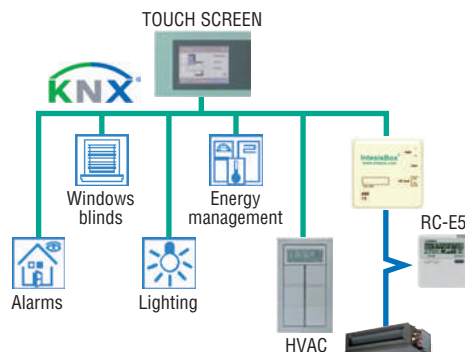 TOUCH SCREEN
KNX
IntesisBox
Windows
blinds
Energy
management
RC-E5
Alarms
Lighting
HVAC